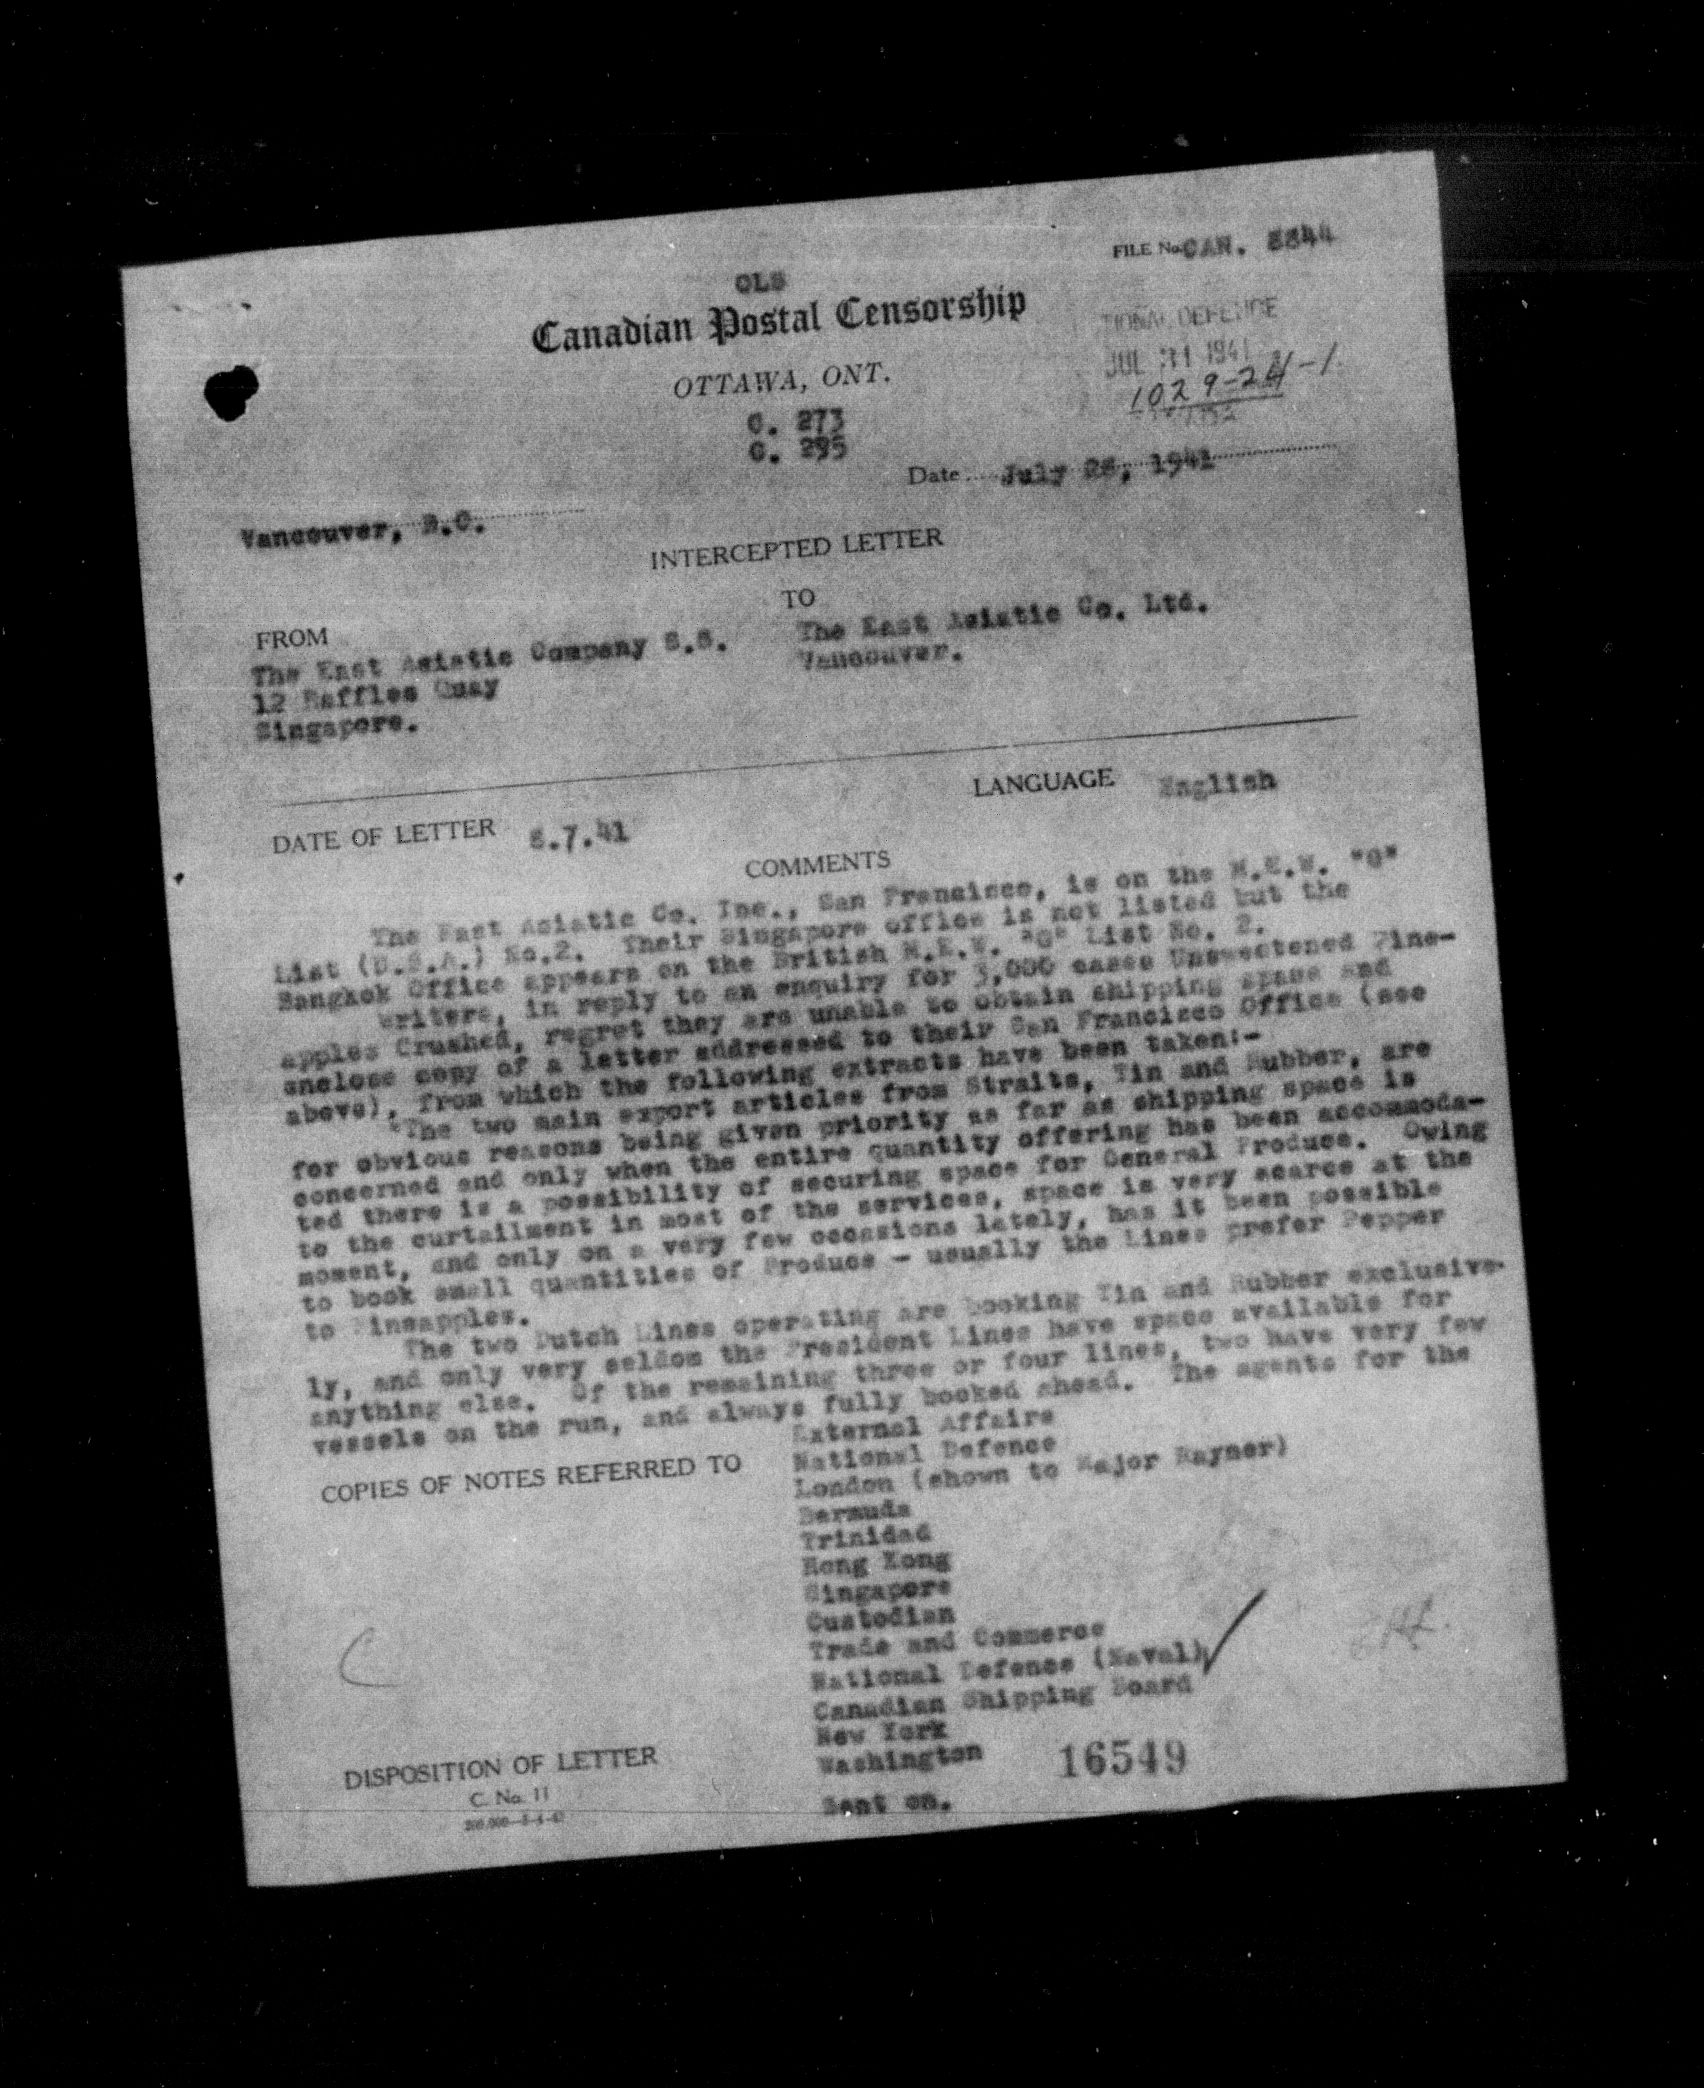 FILE No. CAN. 3344
CLS
Canadian Postal Censorship
OTTAWA, ONT.
TIONAL DEFENCE
JUL 31 1941
1029-2H-1
C. 273
C. 295
Date July 28, 1941
Vancouver, B.C.
INTERCEPTED LETTER
FROM
TO
The East Asiatic Company S.S.
12 Raffles Quay
Singapore.
The East Asiatic Co. Ltd.
Vancouver.
DATE OF LETTER 8.7.41
LANGUAGE English
COMMENTS
The East Asiatic Co. Inc., San Francisco, is on the M.E.W. "G"
List (U.S.A.) No.2. Their Singapore office is not listed but the
Bangkok Office appears on the British M.E.W. "G" List No. 2.
Writers, in reply to an enquiry for 3,000 cases Unsweetened Pine-
apples Crushed, regret they are unable to obtain shipping space and
enclose copy of a letter addressed to their San Francisco Office (see
above), from which the following extracts have been taken:-
"The two main export articles from Straits, Tin and Rubber, are
for obvious reasons being given priority as far as shipping space is
concerned and only when the entire quantity offering has been accommoda-
ted there is a possibility of securing space for General Produce. Owing
to the curtailment in most of the services, space is very scarce at the
moment, and only on a very few occasions lately, has it been possible
to book small quantities of Produce - usually the Lines prefer Pepper
to Pineapples.
The two Dutch Lines operating are booking Tin and Rubber exclusive-
ly, and only very seldom the President Lines have space available for
anything else. Of the remaining three or four lines, two have very few
vessels on the run, and always fully booked ahead. The agents for the
COPIES OF NOTES REFERRED TO
External Affairs
National Defence
London (shown to Major Rayner)
Bermuda
Trinidad
Hong Kong
Singapore
Custodian
Trade and Commerce
National Defence (Naval)
Canadian Shipping Board
New York
Washington
16549
DISPOSITION OF LETTER
Sent on.
C. No. 11